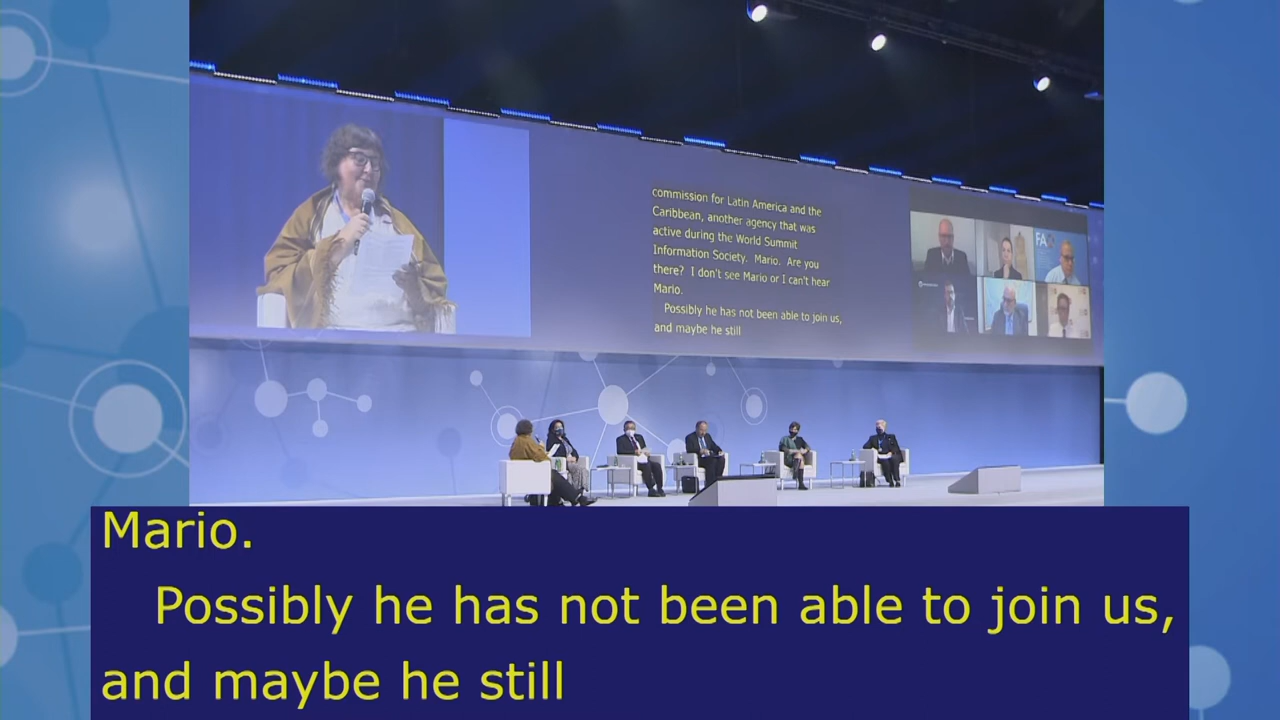 commission for Latin America and the
Caribbean, another agency that was
active during the World Summit
Information Society. Mario. Are you
there? I don't see Mario or I can't hear
Mario.
Possibly he has not been able to join us,
and maybe he still
FAO
Mario.
Possibly he has not been able to join us,
and maybe he still